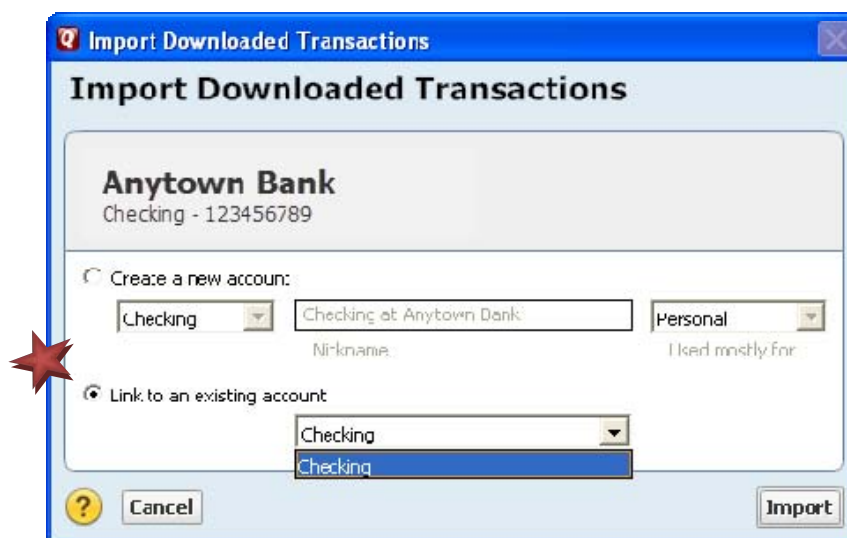 Import Downloaded Transactions
Import Downloaded Transactions
Anytown Bank
Checking - 123456789
Create a new account
Checking Checking at Anytown Bank Personal
Nickname Used mostly for
Link to an existing account
Checking
Checking
? Cancel Import